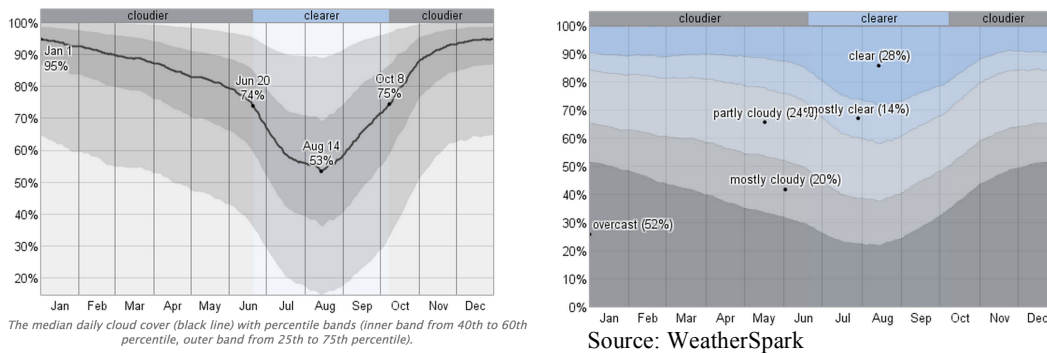 cloudier clearer cloudier
100%
90%
80%
70%
60%
50%
40%
30%
20%
Jan 1
95%
Jun 20
74%
Aug 14
53%
Oct 8
75%
Jan Feb Mar Apr May Jun Jul Aug Sep Oct Nov Dec
The median daily cloud cover (black line) with percentile bands (inner band from 40th to 60th
percentile, outer band from 25th to 75th percentile).
cloudier clearer cloudier
100%
90%
80%
70%
60%
50%
40%
30%
20%
10%
0%
clear (28%)
partly cloudy (24%) mostly clear (14%)
mostly cloudy (20%)
overcast (52%)
Jan Feb Mar Apr May Jun Jul Aug Sep Oct Nov Dec
Source: WeatherSpark